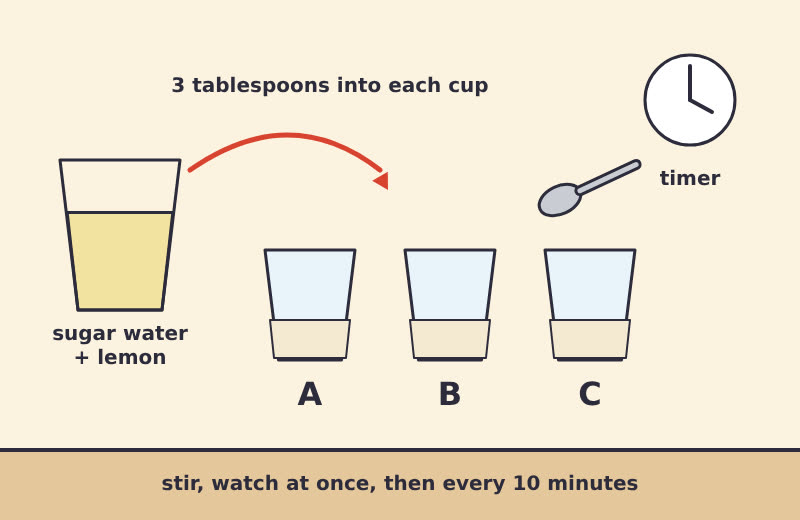 3 tablespoons into each cup
timer
sugar water
+ lemon
A
B
C
stir, watch at once, then every 10 minutes